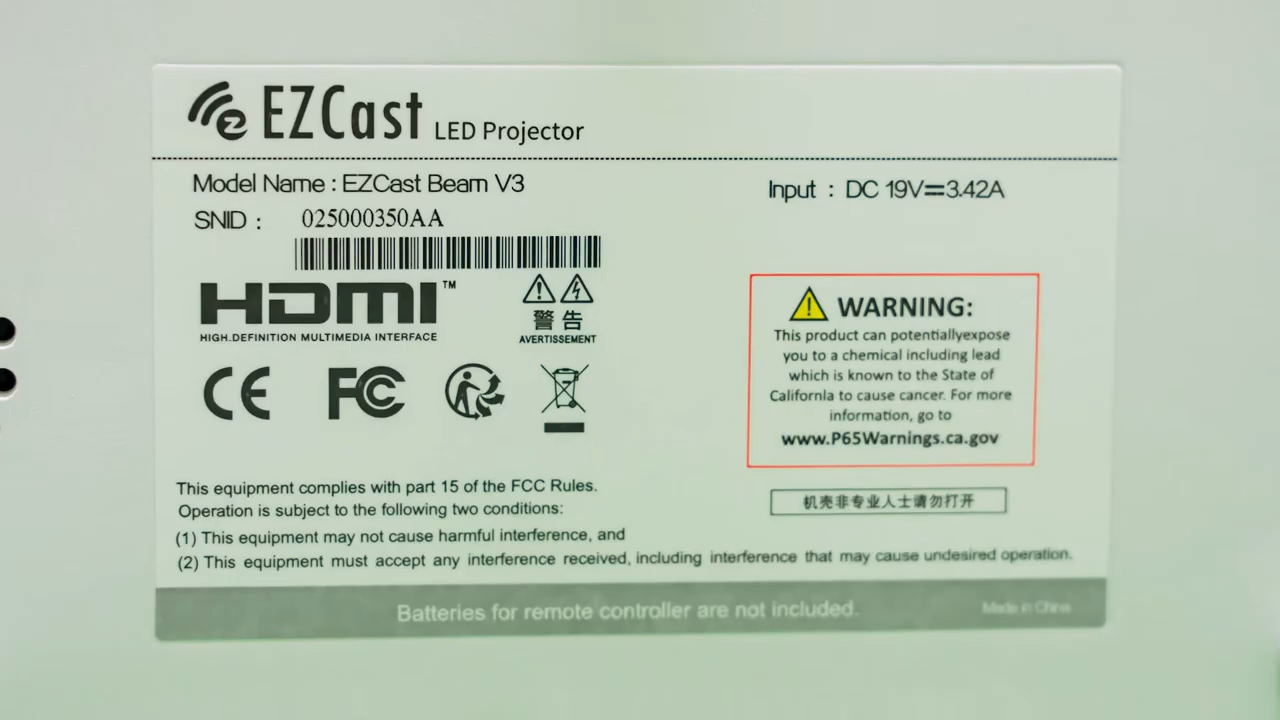 EZCast LED Projector
Model Name : EZCast Beam V3
Input : DC 19V⎓3.42A
SNID : 025000350AA
HDMI™
HIGH-DEFINITION MULTIMEDIA INTERFACE
警告
AVERTISSEMENT
CE FC
WARNING:
This product can potentiallyexpose
you to a chemical including lead
which is known to the State of
California to cause cancer. For more
information, go to
www.P65Warnings.ca.gov
机壳非专业人士请勿打开
This equipment complies with part 15 of the FCC Rules.
Operation is subject to the following two conditions:
(1) This equipment may not cause harmful interference, and
(2) This equipment must accept any interference received, including interference that may cause undesired operation.
Batteries for remote controller are not included.
Made in China